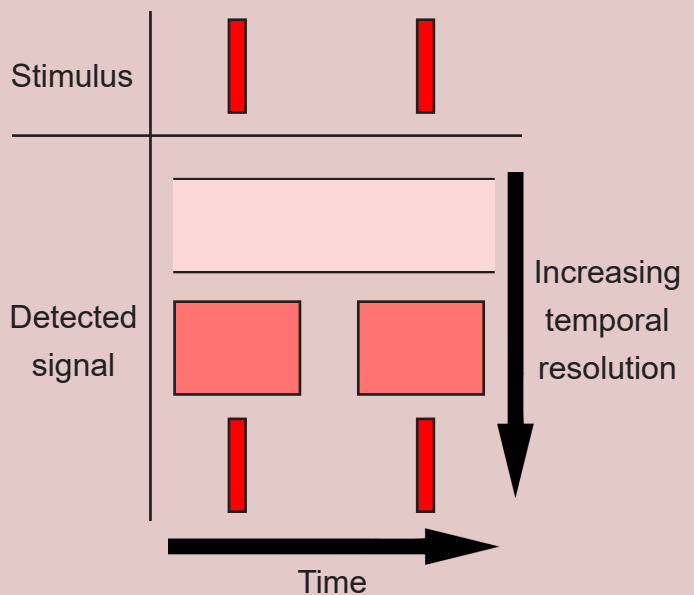 Stimulus
Detected
signal
Increasing
temporal
resolution
Time